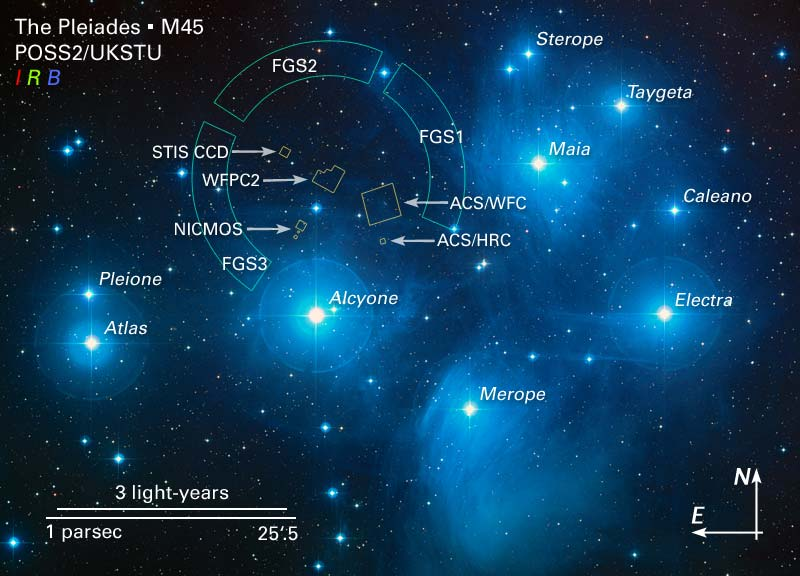 The Pleiades ▪ M45
POSS2/UKSTU
I R B
Sterope
FGS2
Taygeta
FGS1
Maia
STIS CCD
WFPC2
Caleano
ACS/WFC
NICMOS
ACS/HRC
FGS3
Pleione
Alcyone
Electra
Atlas
Merope
3 light-years
1 parsec
25'.5
N
E